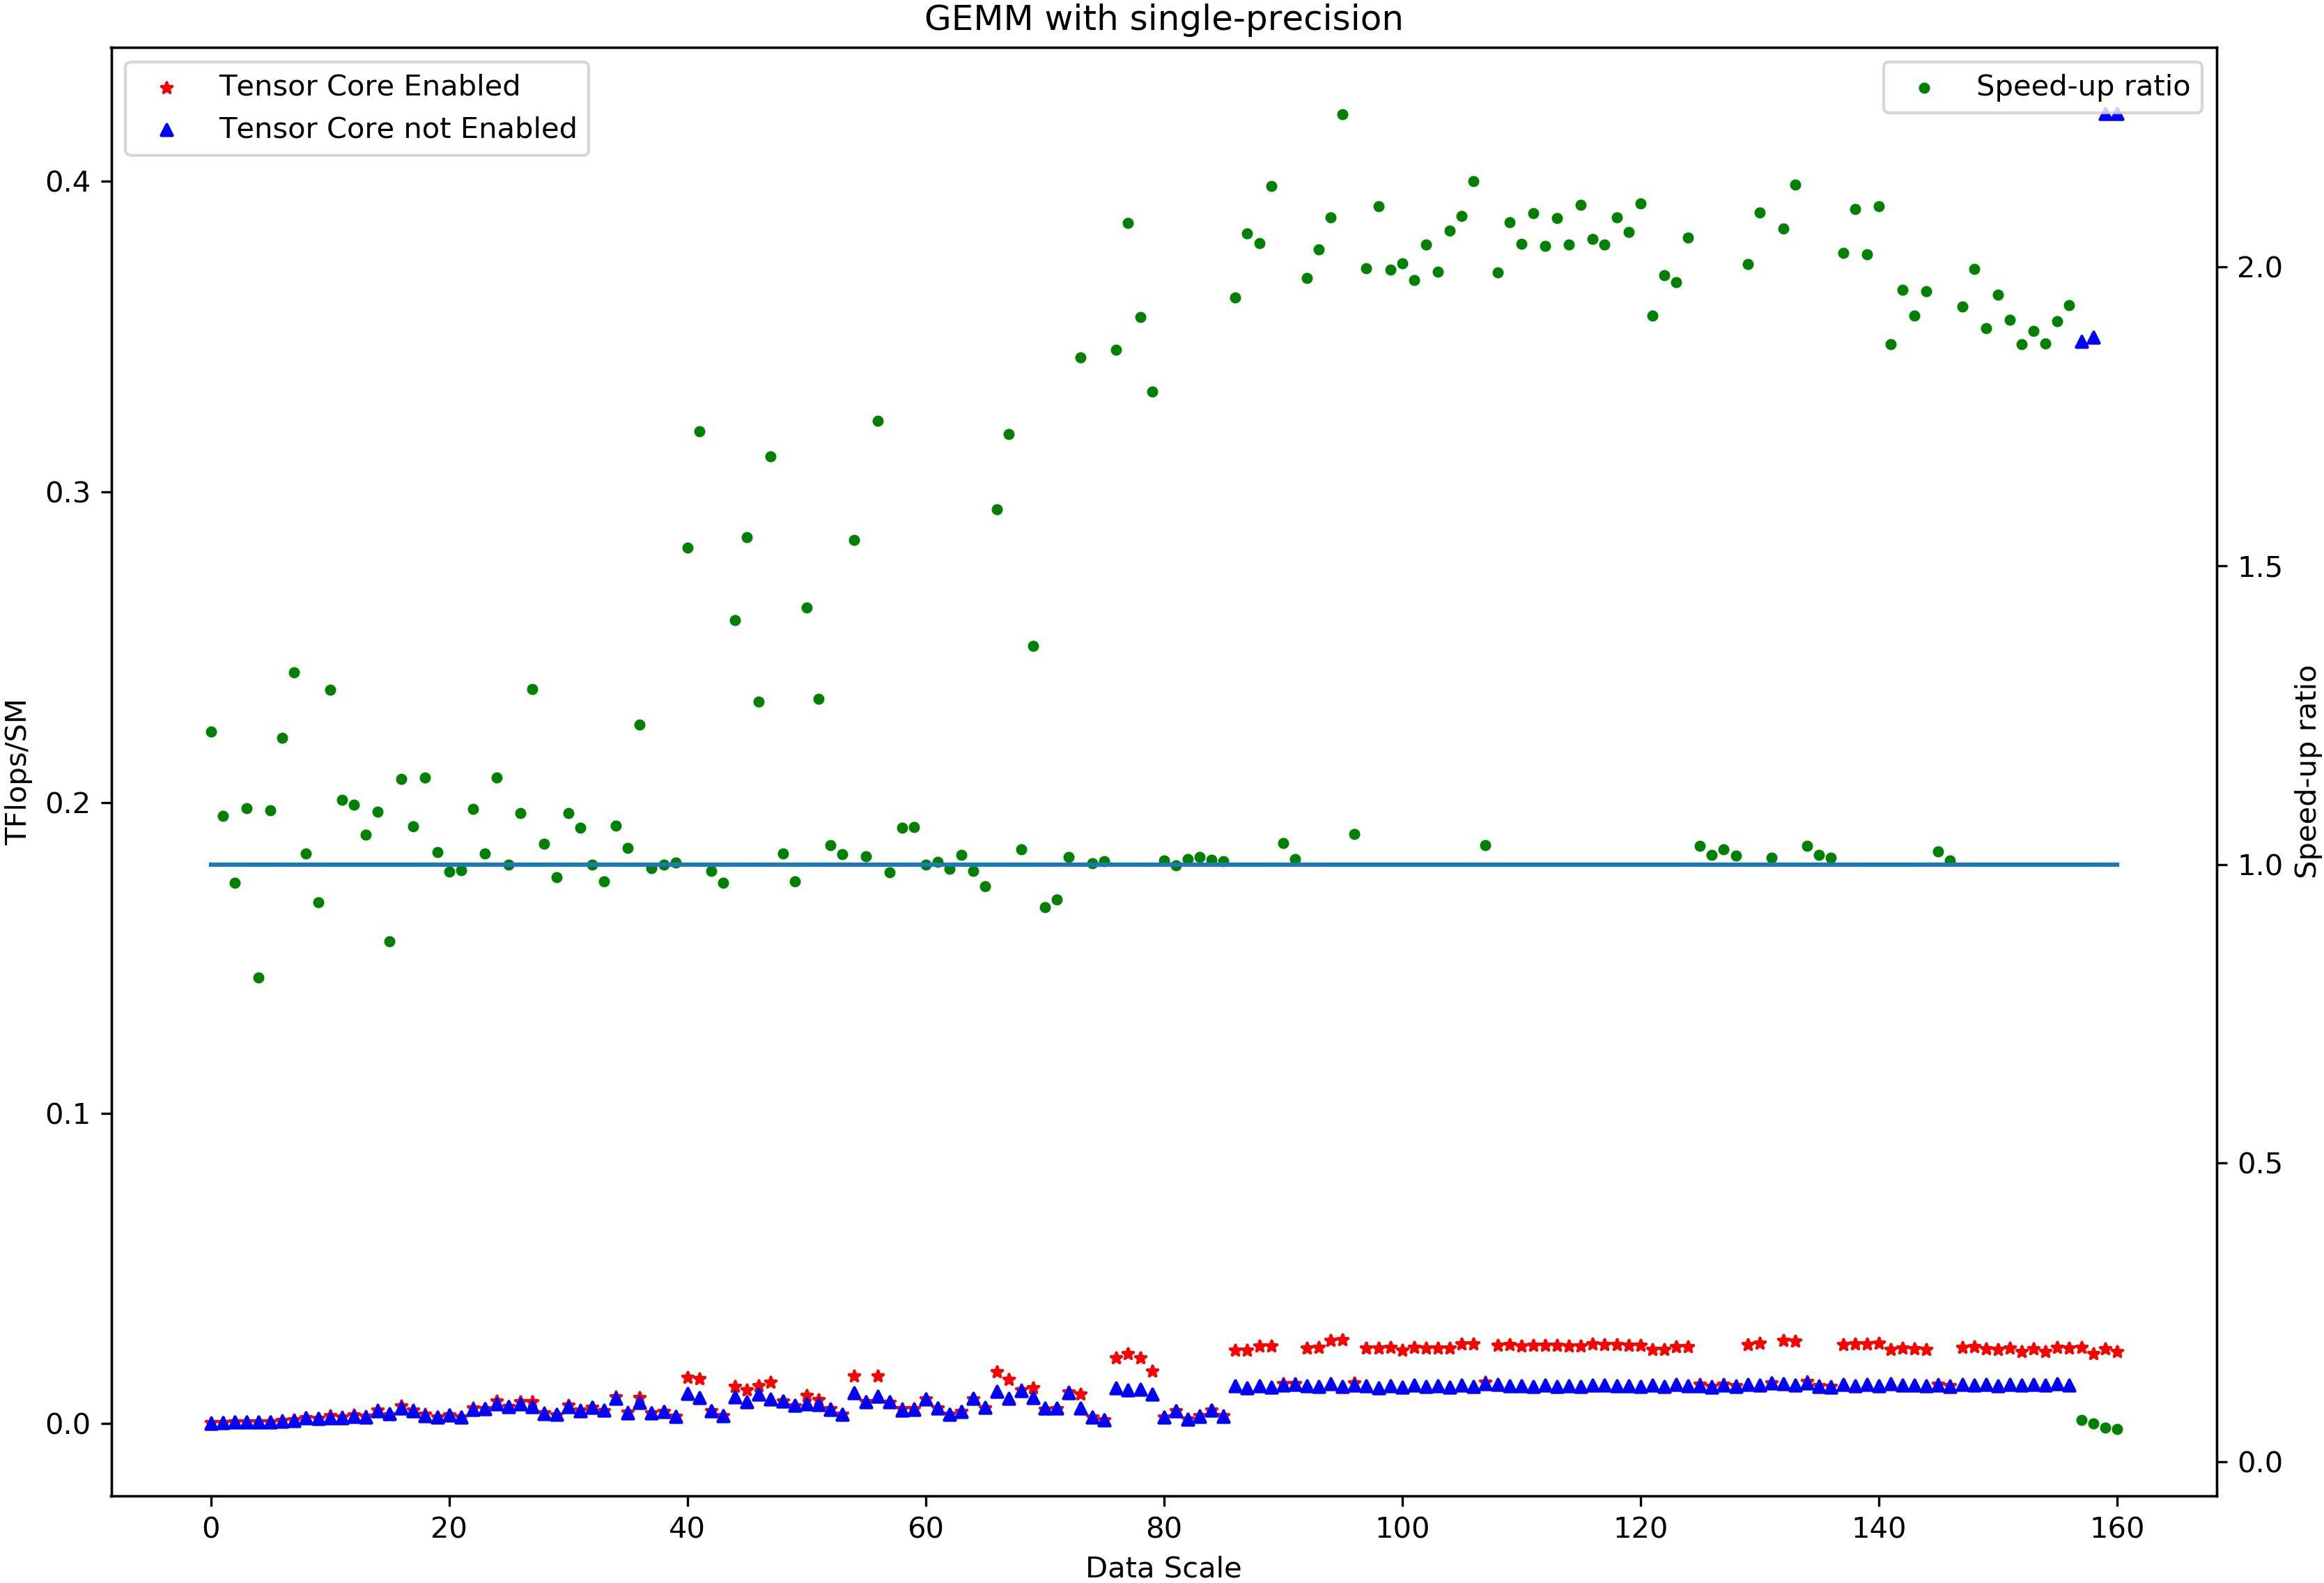 GEMM with single-precision
Tensor Core Enabled
Tensor Core not Enabled
Speed-up ratio
TFlops/SM
0.4
0.3
0.2
0.1
0.0
2.0
1.5
1.0
0.5
0.0
Speed-up ratio
0 20 40 60 80 100 120 140 160
Data Scale